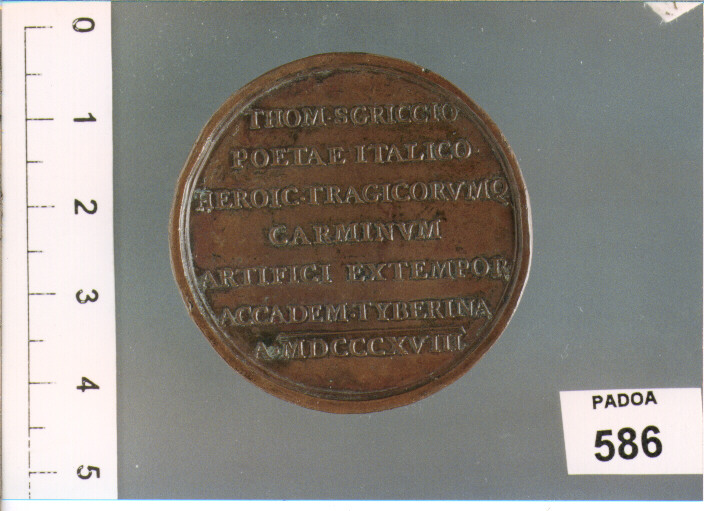 THOM·SGRICCIO
POETAE ITALICO
HEROIC·TRAGICORVMQ
CARMINVM
ARTIFICI EXTEMPOR
ACCADEM·TYBERINA
A·MDCCCXVIII
PADOA
586
0
1
2
3
4
5